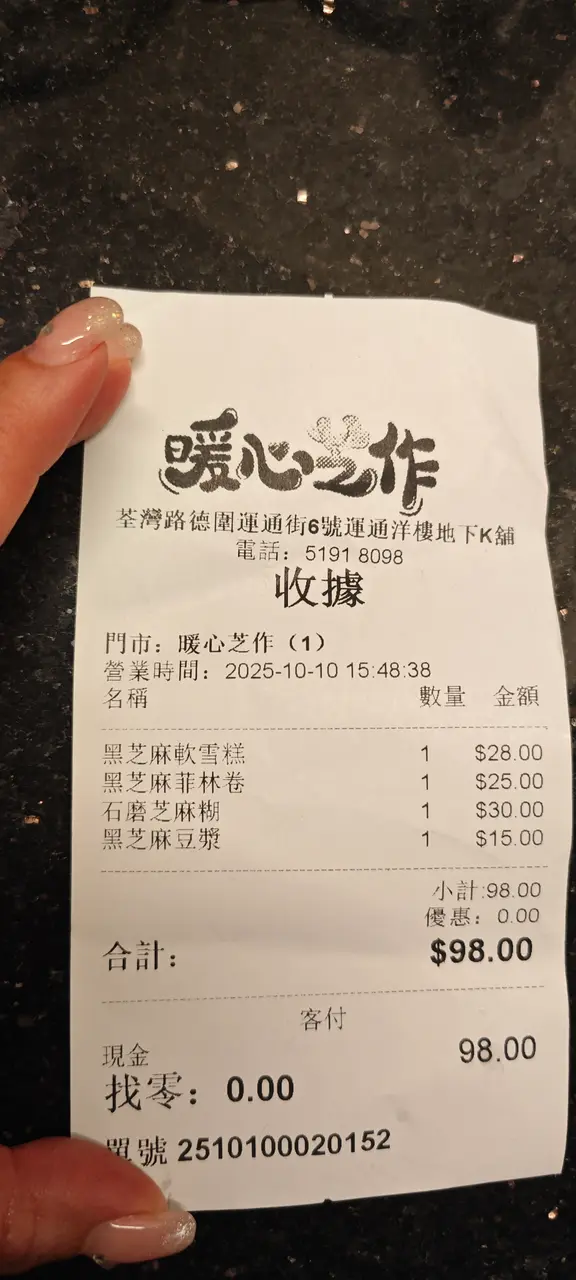 暖心芝作
荃灣路德圍運通街6號運通洋樓地下K舖
電話：5191 8098
收據
門市：暖心芝作（1）
營業時間：2025-10-10 15:48:38
名稱 數量 金額
黑芝麻軟雪糕 1 $28.00
黑芝麻菲林卷 1 $25.00
石磨芝麻糊 1 $30.00
黑芝麻豆漿 1 $15.00
小計:98.00
優惠：0.00
合計： $98.00
客付
現金 98.00
找零：0.00
單號 2510100020152